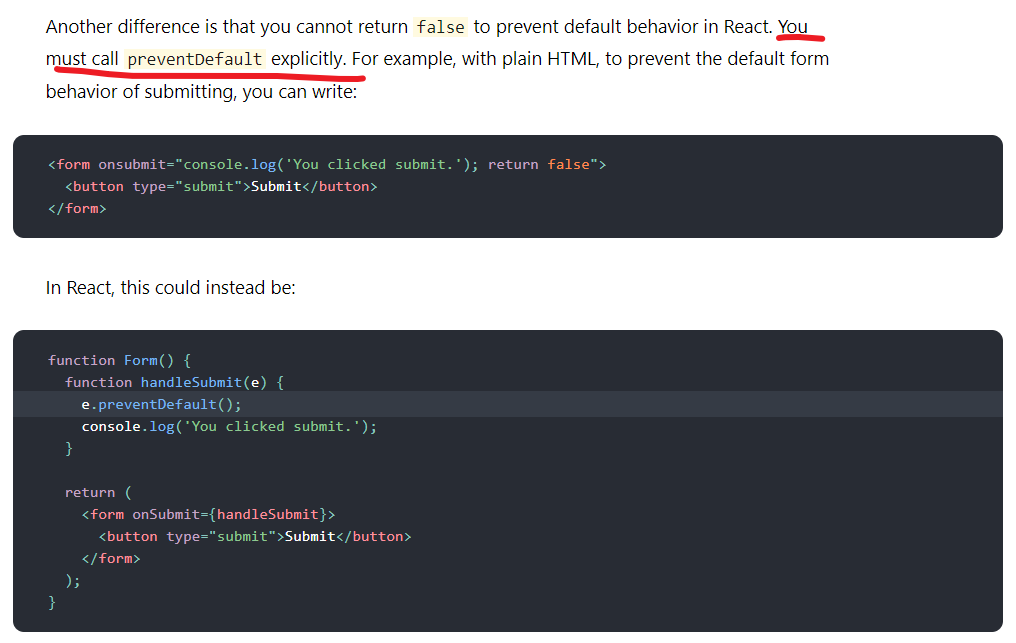 Another difference is that you cannot return false to prevent default behavior in React. You
must call preventDefault explicitly. For example, with plain HTML, to prevent the default form
behavior of submitting, you can write:
<form onsubmit="console.log('You clicked submit.'); return false">
  <button type="submit">Submit</button>
</form>
In React, this could instead be:
function Form() {
  function handleSubmit(e) {
    e.preventDefault();
    console.log('You clicked submit.');
  }
  return (
    <form onSubmit={handleSubmit}>
      <button type="submit">Submit</button>
    </form>
  );
}